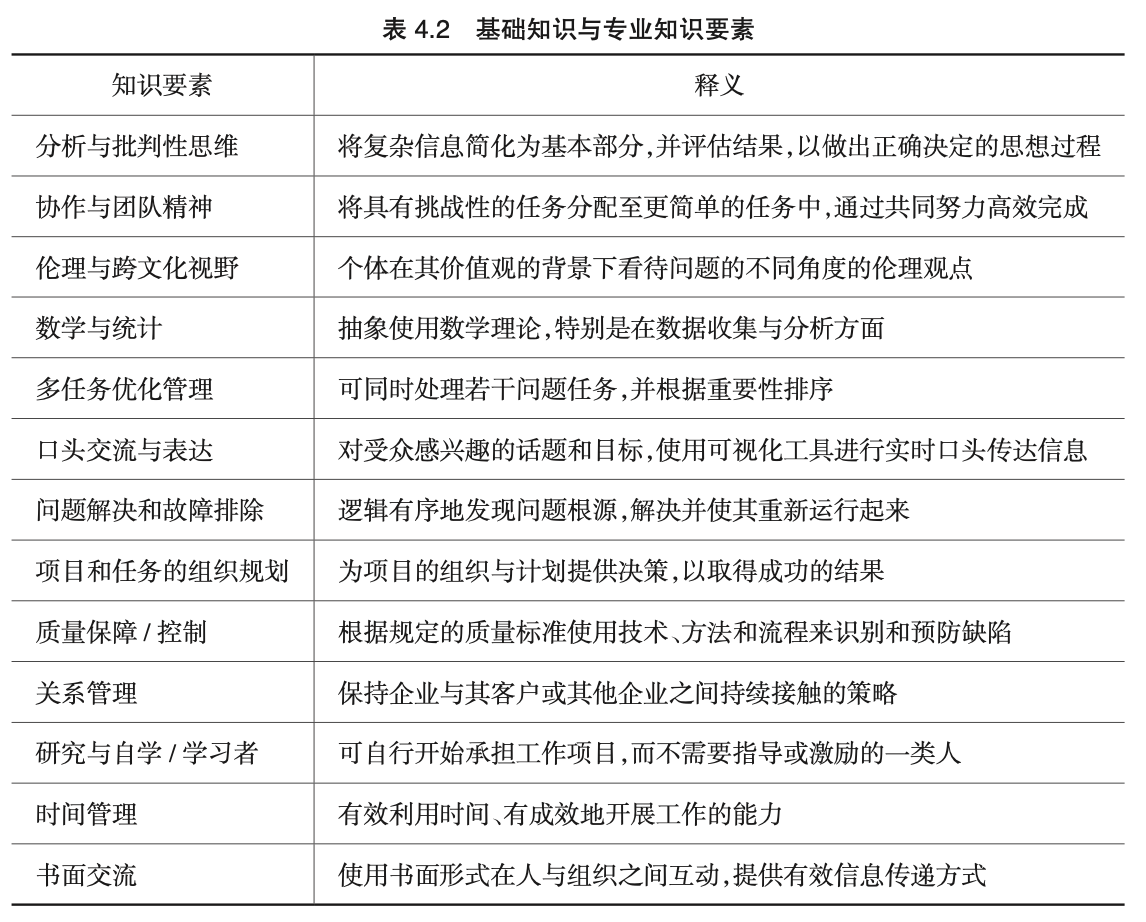 表 4.2 基础知识与专业知识要素
知识要素 释义
分析与批判性思维 将复杂信息简化为基本部分,并评估结果,以做出正确决定的思想过程
协作与团队精神 将具有挑战性的任务分配至更简单的任务中,通过共同努力高效完成
伦理与跨文化视野 个体在其价值观的背景下看待问题的不同角度的伦理观点
数学与统计 抽象使用数学理论,特别是在数据收集与分析方面
多任务优化管理 可同时处理若干问题任务,并根据重要性排序
口头交流与表达 对受众感兴趣的话题和目标,使用可视化工具进行实时口头传达信息
问题解决和故障排除 逻辑有序地发现问题根源,解决并使其重新运行起来
项目和任务的组织规划 为项目的组织与计划提供决策,以取得成功的结果
质量保障 / 控制 根据规定的质量标准使用技术、方法和流程来识别和预防缺陷
关系管理 保持企业与其客户或其他企业之间持续接触的策略
研究与自学 / 学习者 可自行开始承担工作项目,而不需要指导或激励的一类人
时间管理 有效利用时间、有成效地开展工作的能力
书面交流 使用书面形式在人与组织之间互动,提供有效信息传递方式